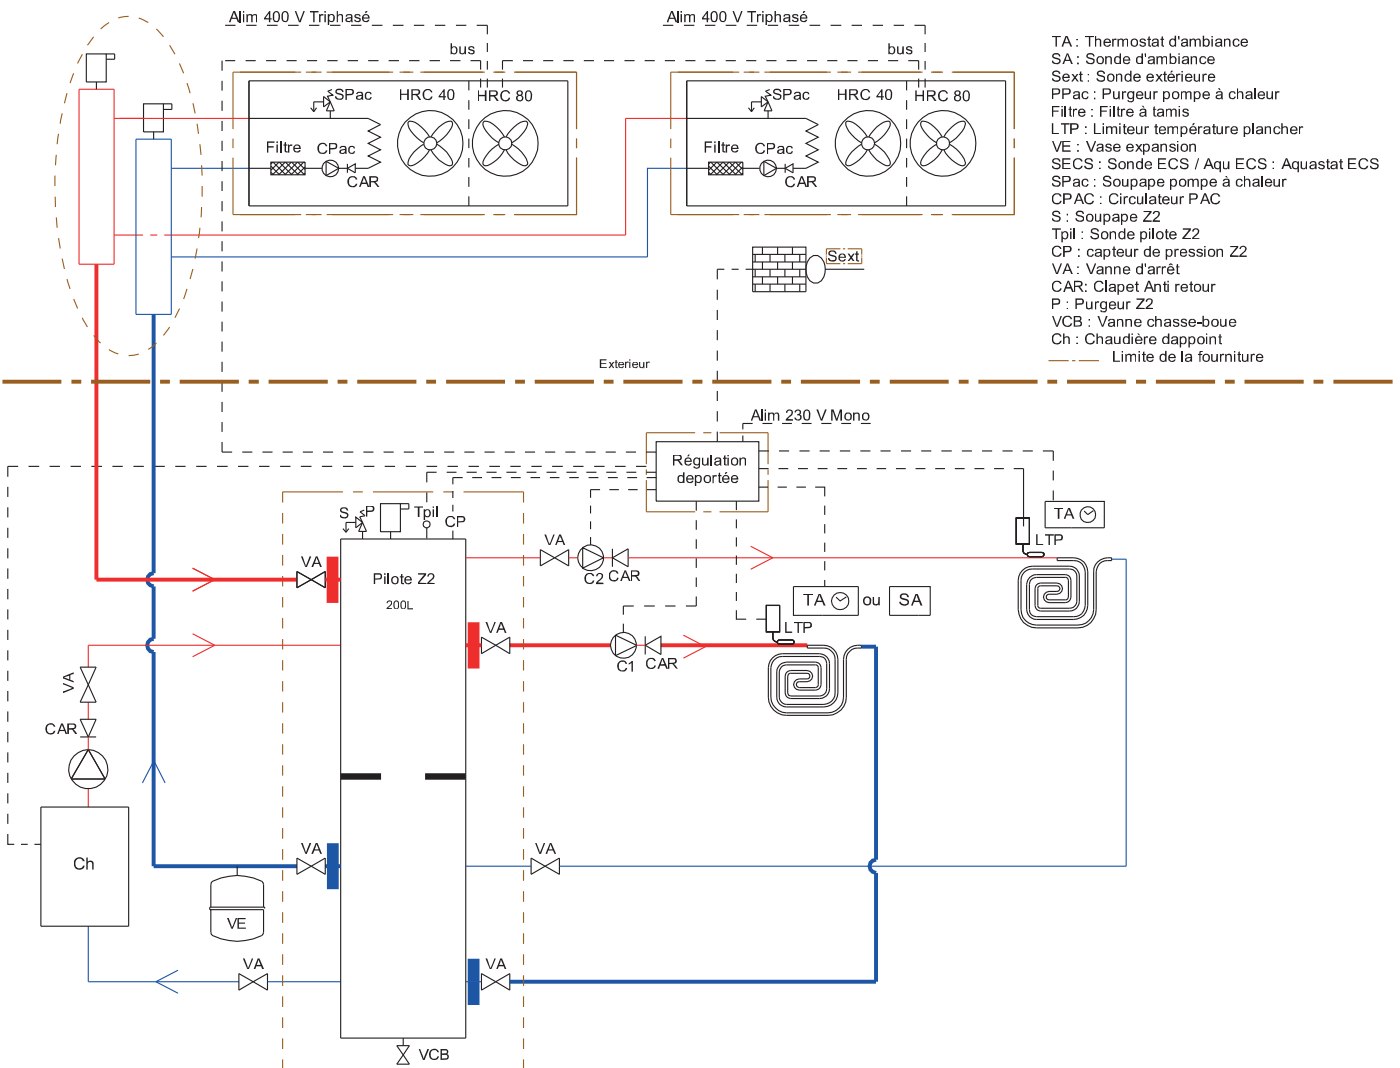 Alim 400 V Triphasé
Alim 400 V Triphasé
bus
bus
SPac
HRC 40
HRC 80
Filtre
CPac
CAR
SPac
HRC 40
HRC 80
Filtre
CPac
CAR
TA : Thermostat d'ambiance
SA : Sonde d'ambiance
Sext : Sonde extérieure
PPac : Purgeur pompe à chaleur
Filtre : Filtre à tamis
LTP : Limiteur température plancher
VE : Vase expansion
SECS : Sonde ECS / Aqu ECS : Aquastat ECS
SPac : Soupape pompe à chaleur
CPAC : Circulateur PAC
S : Soupape Z2
Tpil : Sonde pilote Z2
CP : capteur de pression Z2
VA : Vanne d'arrêt
CAR: Clapet Anti retour
P : Purgeur Z2
VCB : Vanne chasse-boue
Ch : Chaudière dappoint
Limite de la fourniture
Sext
Exterieur
Alim 230 V Mono
Régulation
deportée
S
P
Tpil
CP
VA
C2
CAR
TA
LTP
VA
Pilote Z2
200L
TA
ou
SA
LTP
VA
C1
CAR
VA
CAR
Ch
VA
VA
VE
VA
VA
VCB